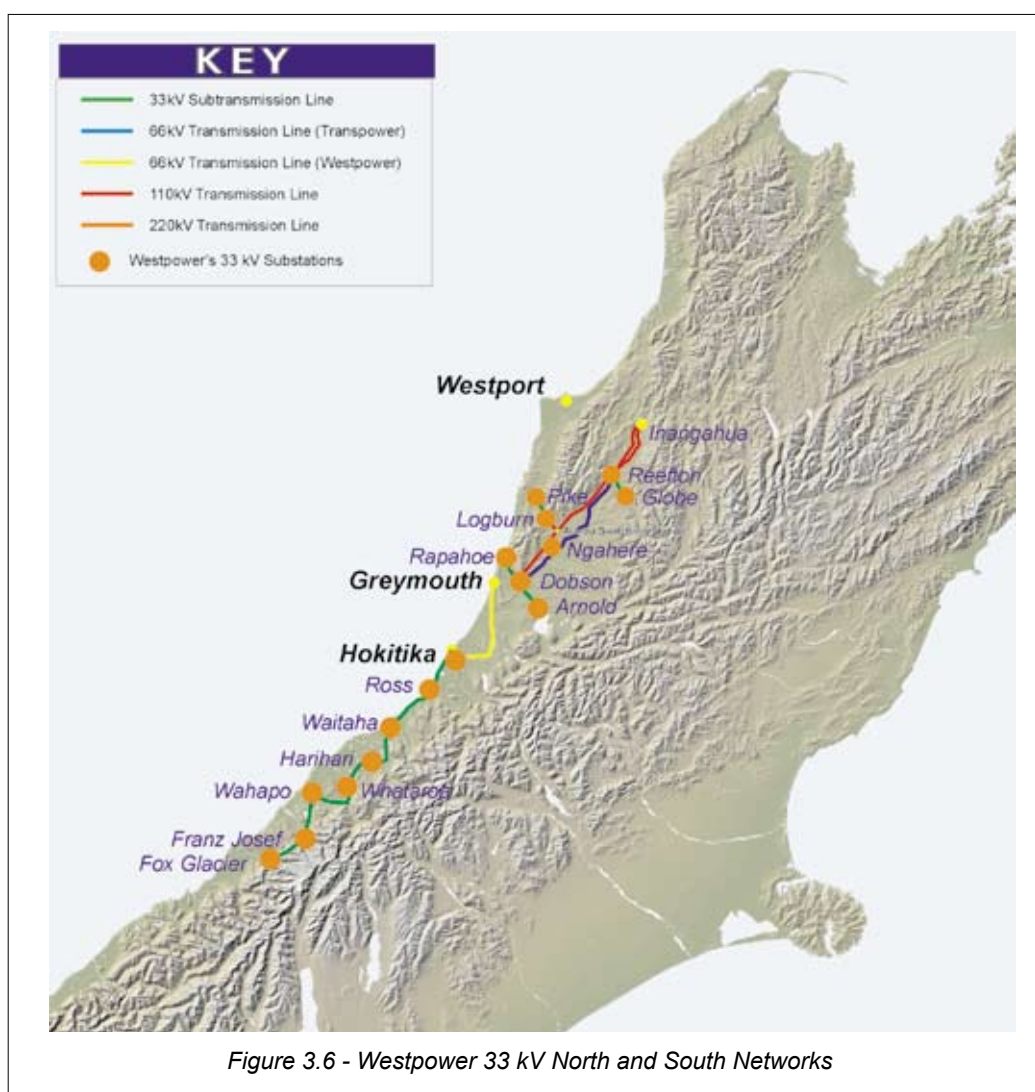 KEY
33kV Subtransmission Line
66kV Transmission Line (Transpower)
66kV Transmission Line (Westpower)
110kV Transmission Line
220kV Transmission Line
Westpower's 33 kV Substations
Westport
Inangahua
Reefton
Pike
Globe
Logburn
Ngahere
Rapahoe
Greymouth
Dobson
Arnold
Hokitika
Ross
Waitaha
Harihari
Wahapo
Whataroa
Franz Josef
Fox Glacier
Figure 3.6 - Westpower 33 kV North and South Networks